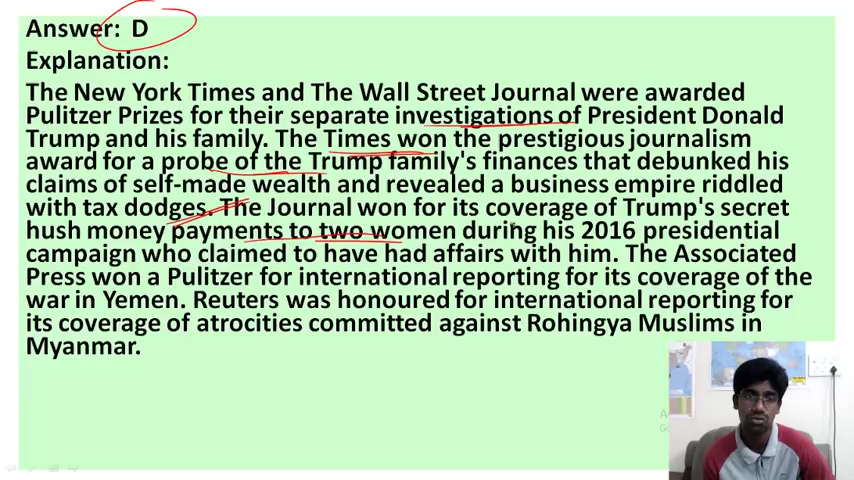 Answer: D
Explanation:
The New York Times and The Wall Street Journal were awarded
Pulitzer Prizes for their separate investigations of President Donald
Trump and his family. The Times won the prestigious journalism
award for a probe of the Trump family's finances that debunked his
claims of self-made wealth and revealed a business empire riddled
with tax dodges. The Journal won for its coverage of Trump's secret
hush money payments to two women during his 2016 presidential
campaign who claimed to have had affairs with him. The Associated
Press won a Pulitzer for international reporting for its coverage of the
war in Yemen. Reuters was honoured for international reporting for
its coverage of atrocities committed against Rohingya Muslims in
Myanmar.